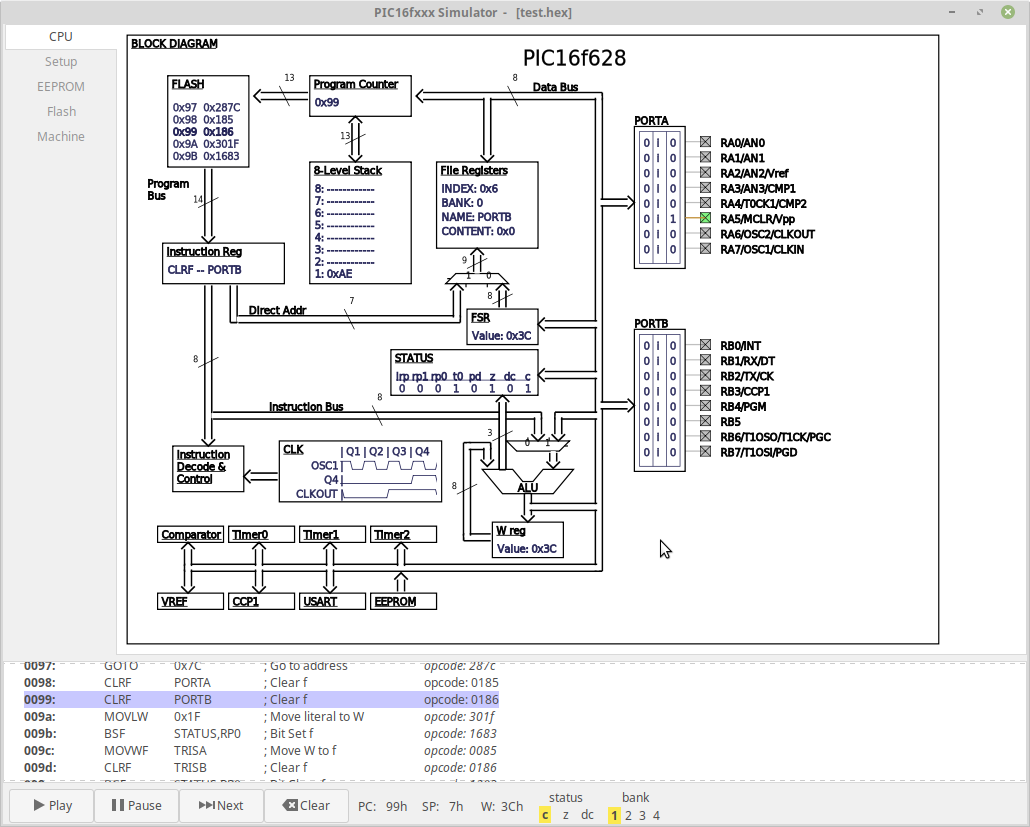 PIC16fxxx Simulator - [test.hex]
CPU
Setup
EEPROM
Flash
Machine
BLOCK DIAGRAM
PIC16f628
FLASH
0x97 0x287C
0x98 0x185
0x99 0x186
0x9A 0x301F
0x9B 0x1683
13
Program Counter
0x99
8
Data Bus
13
8-Level Stack
8: -------------
7: -------------
6: -------------
5: -------------
4: -------------
3: -------------
2: -------------
1: 0xAE
File Registers
INDEX: 0x6
BANK: 0
NAME: PORTB
CONTENT: 0x0
PORTA
0 I 0 RA0/AN0
0 I 0 RA1/AN1
0 I 0 RA2/AN2/Vref
0 I 0 RA3/AN3/CMP1
0 I 0 RA4/T0CK1/CMP2
0 I 1 RA5/MCLR/Vpp
0 I 0 RA6/OSC2/CLKOUT
0 I 0 RA7/OSC1/CLKIN
Program
Bus
14
Instruction Reg
CLRF -- PORTB
9
1 0
8
Direct Addr
7
FSR
Value: 0x3C
PORTB
0 I 0 RB0/INT
0 I 0 RB1/RX/DT
0 I 0 RB2/TX/CK
0 I 0 RB3/CCP1
0 I 0 RB4/PGM
0 I 0 RB5
0 I 0 RB6/T1OSO/T1CK/PGC
0 I 0 RB7/T1OSI/PGD
8
STATUS
Irp rp1 rp0 t0 pd z dc c
0 0 0 1 0 1 0 1
Instruction Bus
8
3
0 1
Instruction
Decode &
Control
CLK
| Q1 | Q2 | Q3 | Q4
OSC1
Q4
CLKOUT
8
ALU
W reg
Value: 0x3C
Comparator
Timer0
Timer1
Timer2
VREF
CCP1
USART
EEPROM
0097: GOTO 0x7C ; Go to address opcode: 287c
0098: CLRF PORTA ; Clear f opcode: 0185
0099: CLRF PORTB ; Clear f opcode: 0186
009a: MOVLW 0x1F ; Move literal to W opcode: 301f
009b: BSF STATUS,RP0 ; Bit Set f opcode: 1683
009c: MOVWF TRISA ; Move W to f opcode: 0085
009d: CLRF TRISB ; Clear f opcode: 0186
Play
Pause
Next
Clear
PC: 99h SP: 7h W: 3Ch
status
c z dc
bank
1 2 3 4